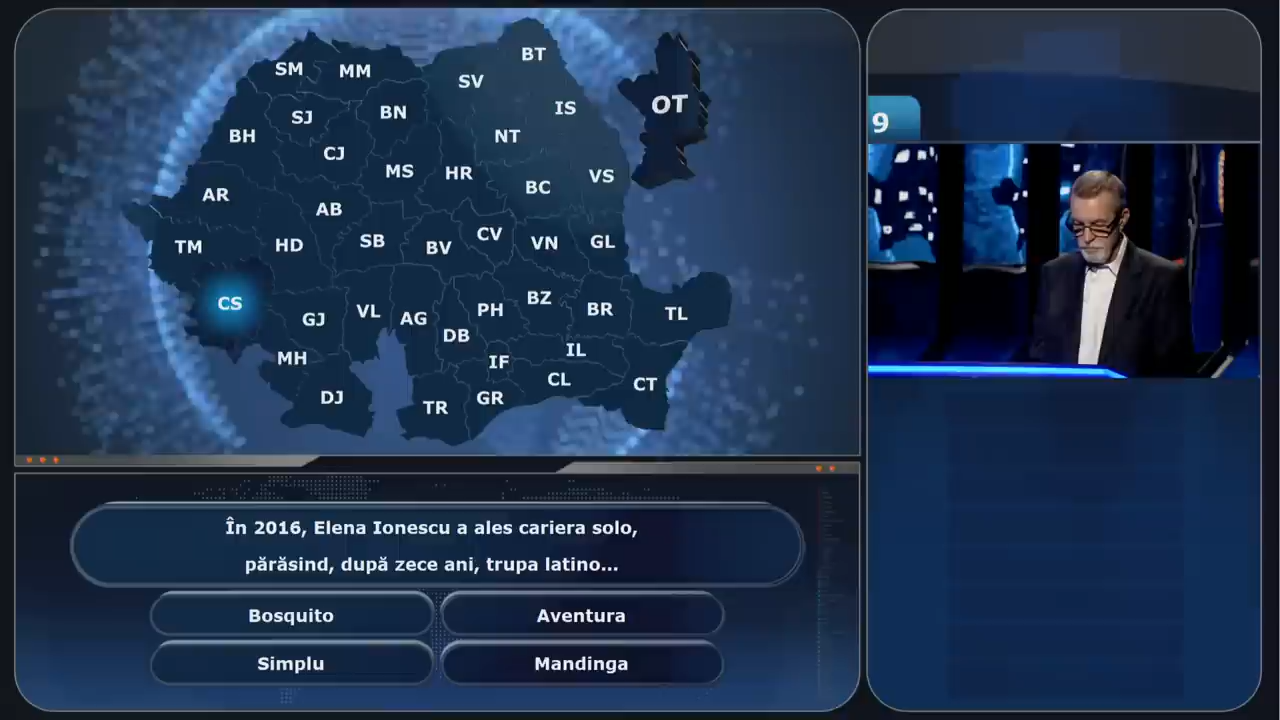 BT
SM
MM
SV
OT
IS
BN
SJ
BH
NT
CJ
MS
HR
VS
BC
AR
AB
CV
SB
TM
HD
BV
VN
GL
BZ
CS
PH
BR
TL
VL
AG
GJ
DB
IL
MH
IF
CL
CT
DJ
GR
TR
9
În 2016, Elena Ionescu a ales cariera solo,
părăsind, după zece ani, trupa latino...
Bosquito
Aventura
Simplu
Mandinga